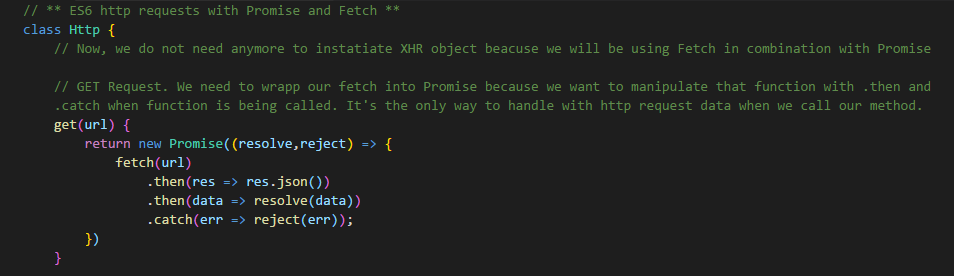 // ** ES6 http requests with Promise and Fetch **
class Http {
// Now, we do not need anymore to instatiate XHR object beacuse we will be using Fetch in combination with Promise
// GET Request. We need to wrapp our fetch into Promise because we want to manipulate that function with .then and
.catch when function is being called. It's the only way to handle with http request data when we call our method.
get(url) {
return new Promise((resolve,reject) => {
fetch(url)
.then(res => res.json())
.then(data => resolve(data))
.catch(err => reject(err));
})
}